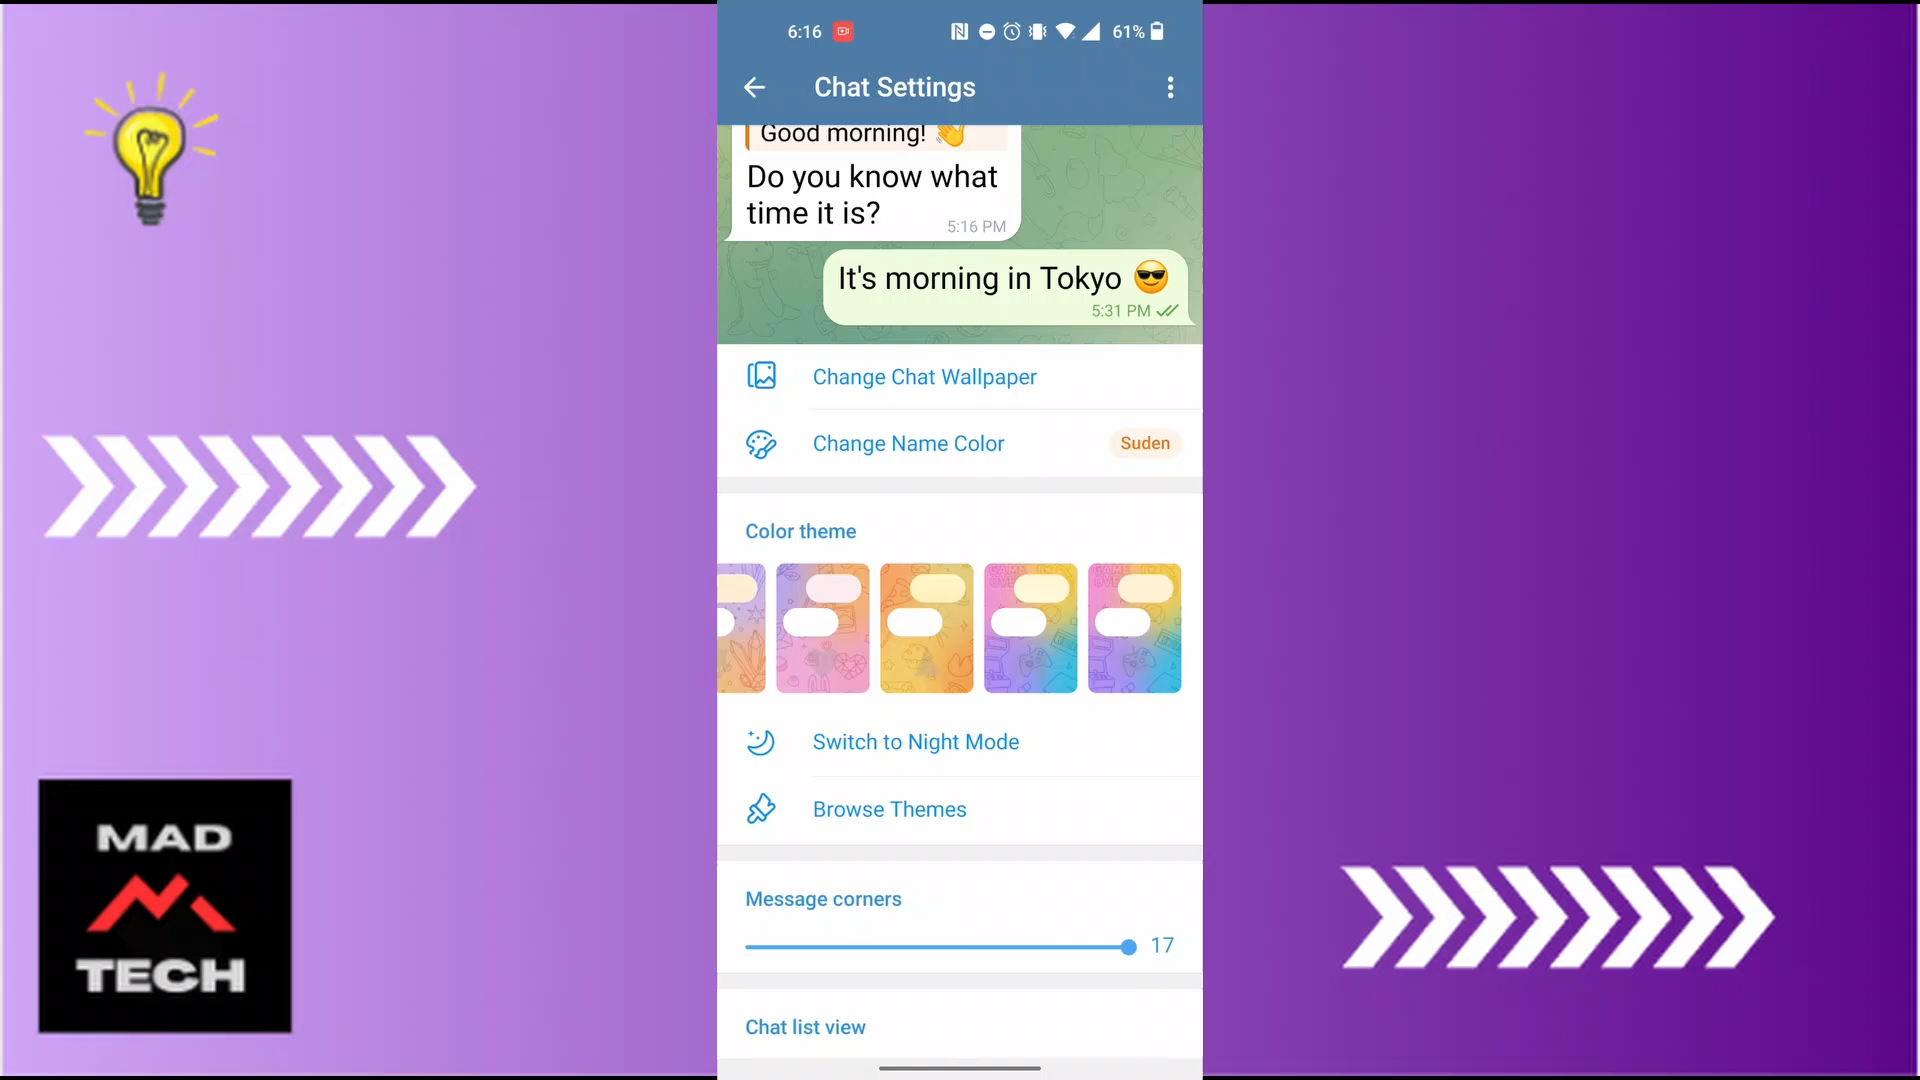 6:16
61%
Chat Settings
Good morning! 👋
Do you know what
time it is?
5:16 PM
It's morning in Tokyo 😎
5:31 PM
Change Chat Wallpaper
Change Name Color
Suden
Color theme
Switch to Night Mode
Browse Themes
Message corners
17
Chat list view
MAD
TECH